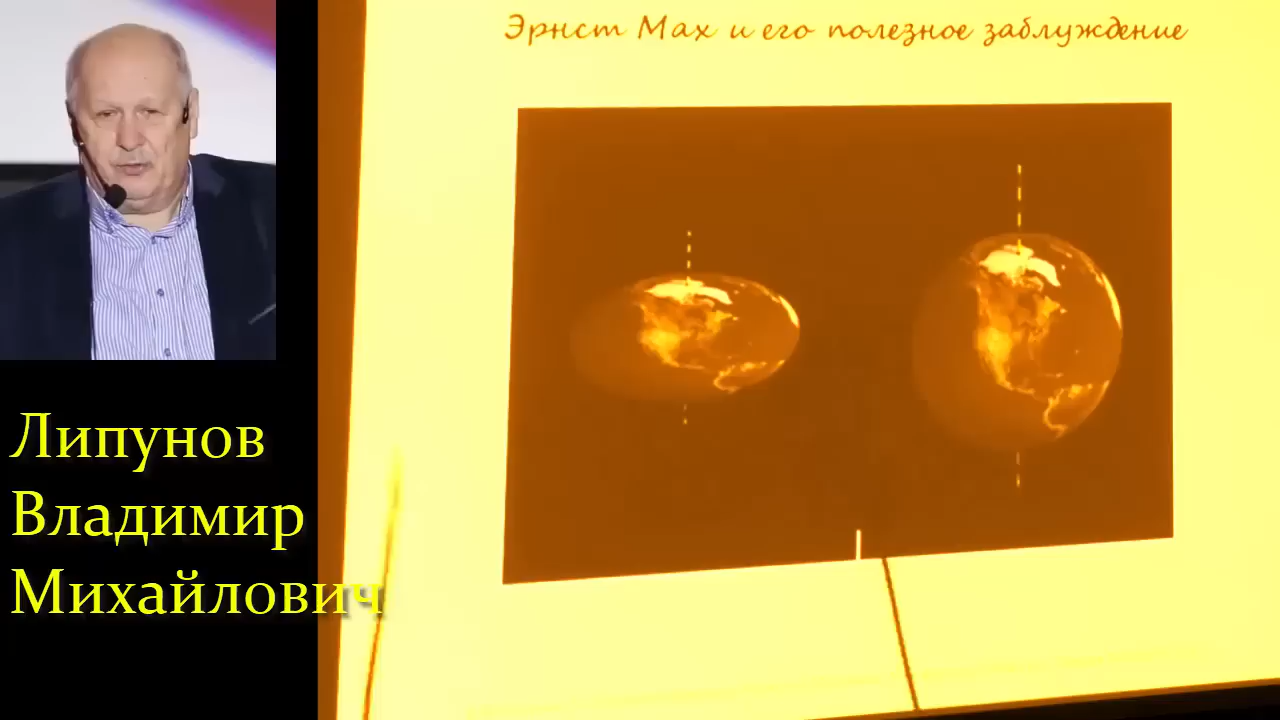 Эрнст Мах и его полезное заблуждение
Липунов
Владимир
Михайлович